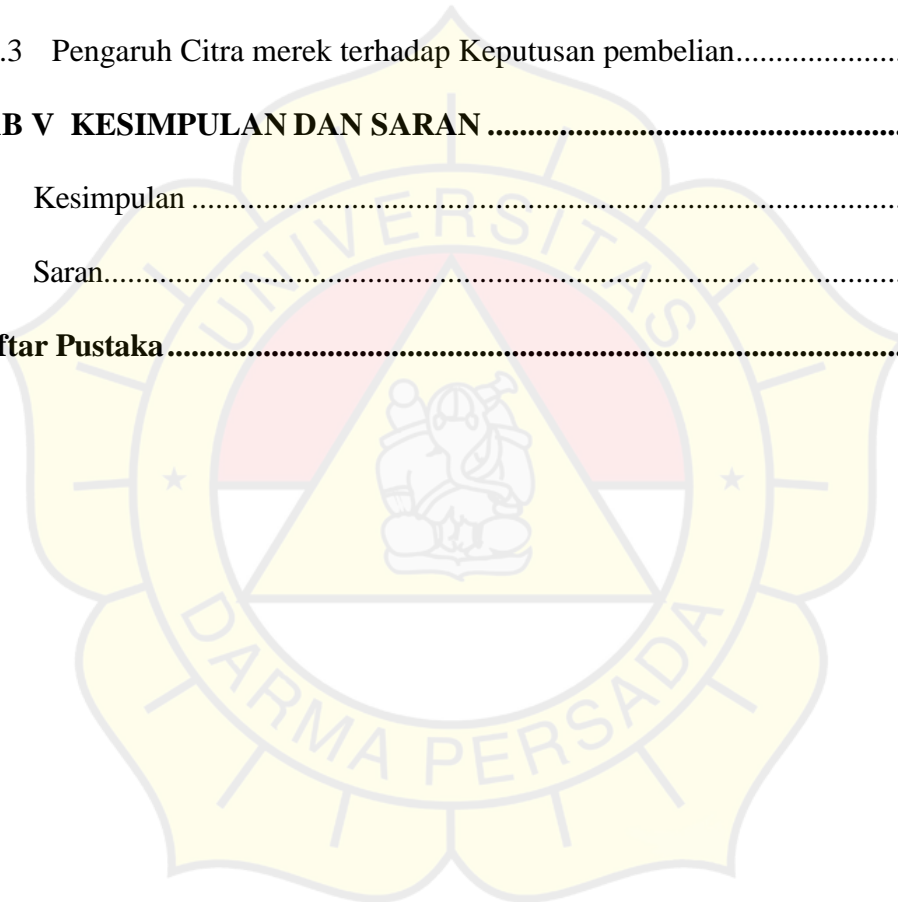 .3 Pengaruh Citra merek terhadap Keputusan pembelian....................
B V KESIMPULAN DAN SARAN ................................................................
Kesimpulan .........................................................................................
Saran....................................................................................................
ftar Pustaka ...........................................................................................
UNIVERSITAS
DARMA PERSADA